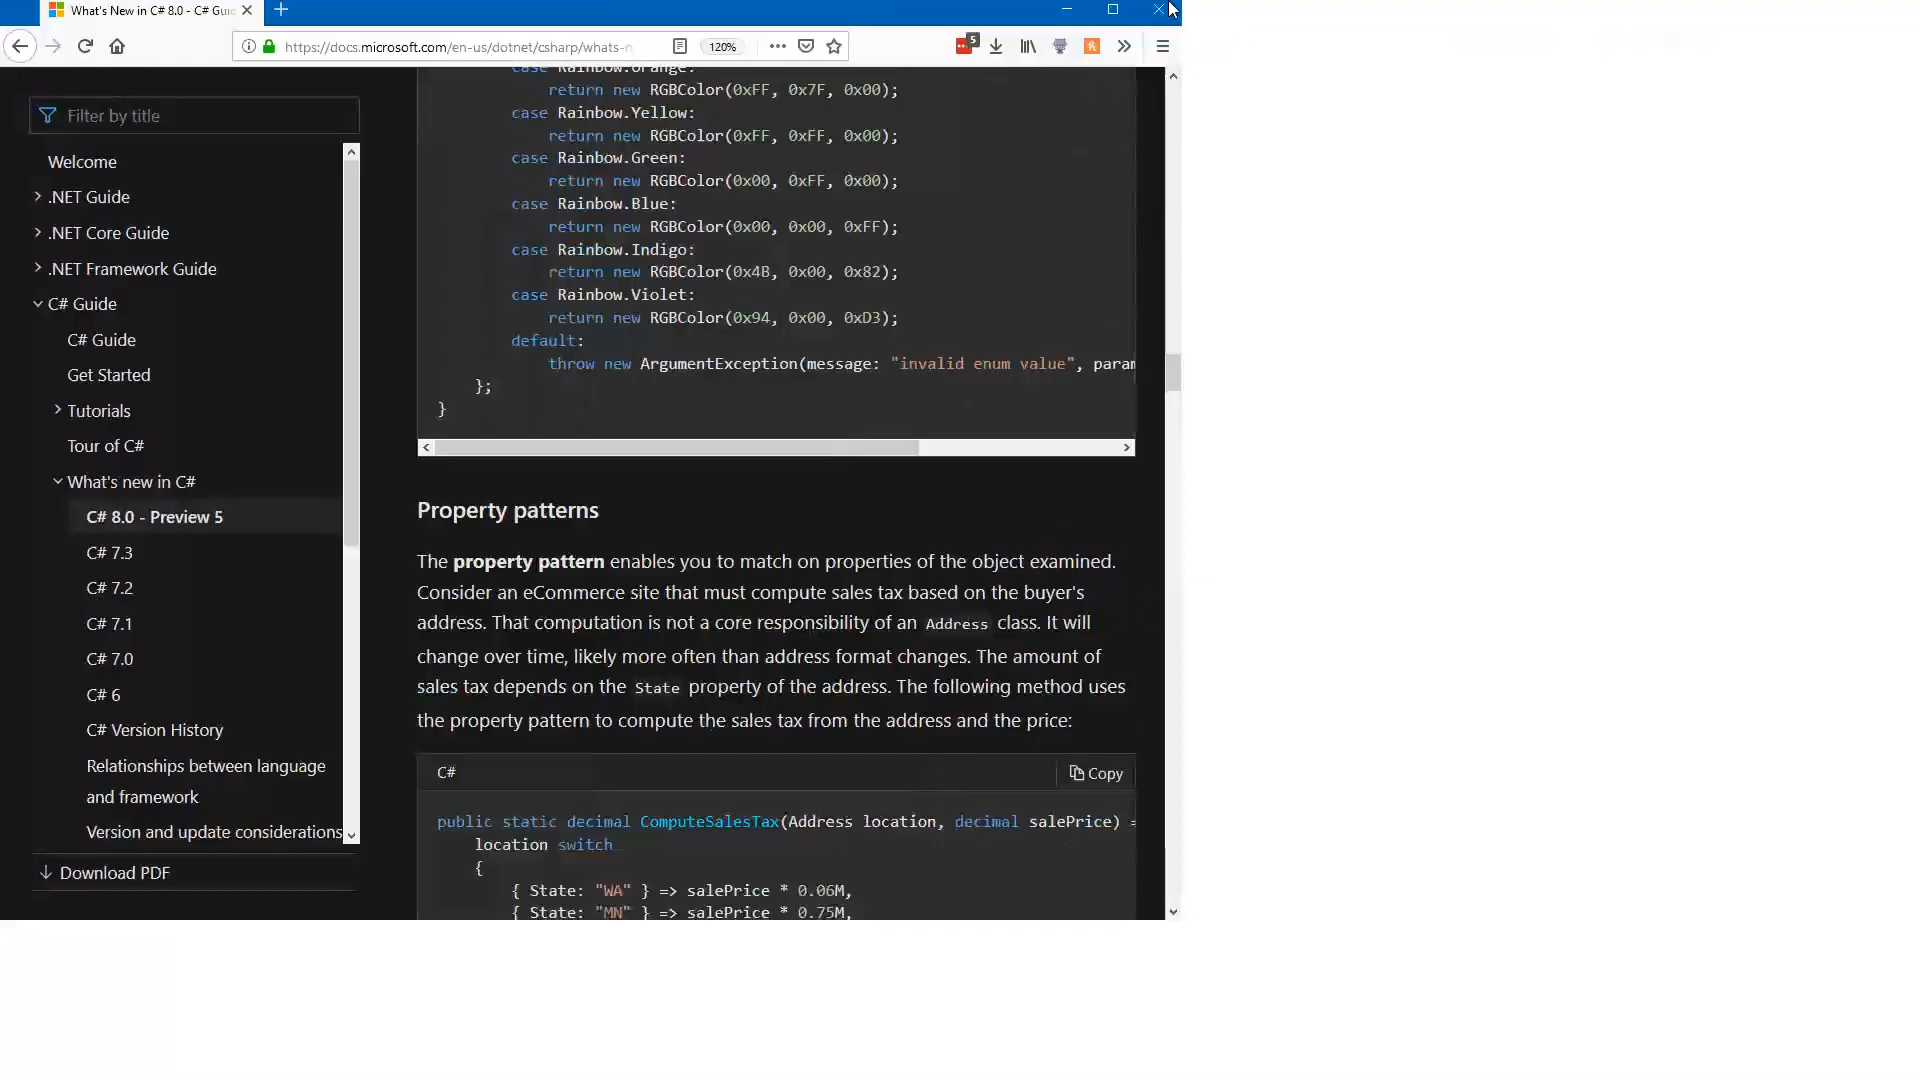 What's New in C# 8.0 - C# Guid
https://docs.microsoft.com/en-us/dotnet/csharp/whats-n
120%
5
Filter by title
Welcome
.NET Guide
.NET Core Guide
.NET Framework Guide
C# Guide
C# Guide
Get Started
Tutorials
Tour of C#
What's new in C#
C# 8.0 - Preview 5
C# 7.3
C# 7.2
C# 7.1
C# 7.0
C# 6
C# Version History
Relationships between language
and framework
Version and update considerations
Download PDF
case Rainbow.Orange:
return new RGBColor(0xFF, 0x7F, 0x00);
case Rainbow.Yellow:
return new RGBColor(0xFF, 0xFF, 0x00);
case Rainbow.Green:
return new RGBColor(0x00, 0xFF, 0x00);
case Rainbow.Blue:
return new RGBColor(0x00, 0x00, 0xFF);
case Rainbow.Indigo:
return new RGBColor(0x4B, 0x00, 0x82);
case Rainbow.Violet:
return new RGBColor(0x94, 0x00, 0xD3);
default:
throw new ArgumentException(message: "invalid enum value", param
};
}
Property patterns
The property pattern enables you to match on properties of the object examined.
Consider an eCommerce site that must compute sales tax based on the buyer's
address. That computation is not a core responsibility of an Address class. It will
change over time, likely more often than address format changes. The amount of
sales tax depends on the State property of the address. The following method uses
the property pattern to compute the sales tax from the address and the price:
C#
Copy
public static decimal ComputeSalesTax(Address location, decimal salePrice) =
location switch
{
{ State: "WA" } => salePrice * 0.06M,
{ State: "MN" } => salePrice * 0.75M,